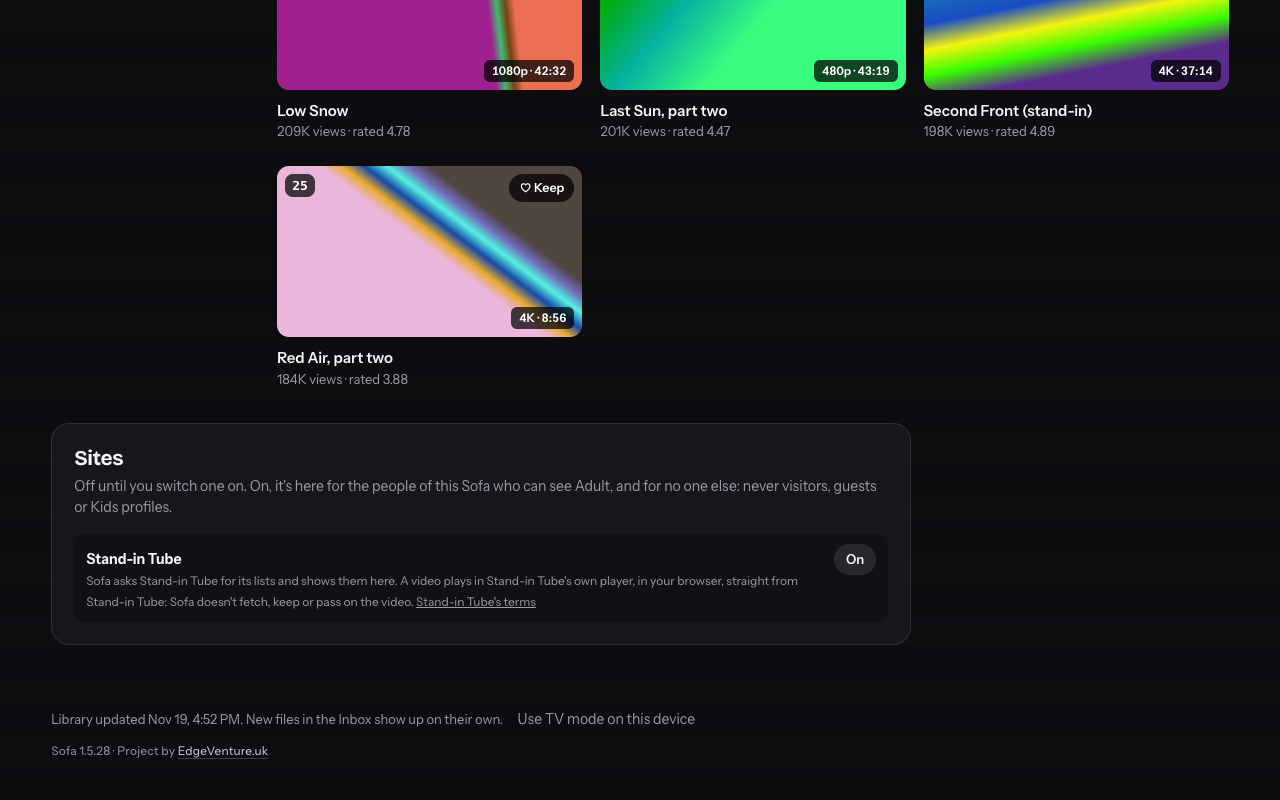 1080p · 42:32
480p · 43:19
4K · 37:14
Low Snow
209K views · rated 4.78
Last Sun, part two
201K views · rated 4.47
Second Front (stand-in)
198K views · rated 4.89
25
Keep
4K · 8:56
Red Air, part two
184K views · rated 3.88
Sites
Off until you switch one on. On, it's here for the people of this Sofa who can see Adult, and for no one else: never visitors, guests
or Kids profiles.
Stand-in Tube
On
Sofa asks Stand-in Tube for its lists and shows them here. A video plays in Stand-in Tube's own player, in your browser, straight from
Stand-in Tube: Sofa doesn't fetch, keep or pass on the video. Stand-in Tube's terms
Library updated Nov 19, 4:52 PM. New files in the Inbox show up on their own. Use TV mode on this device
Sofa 1.5.28 · Project by EdgeVenture.uk